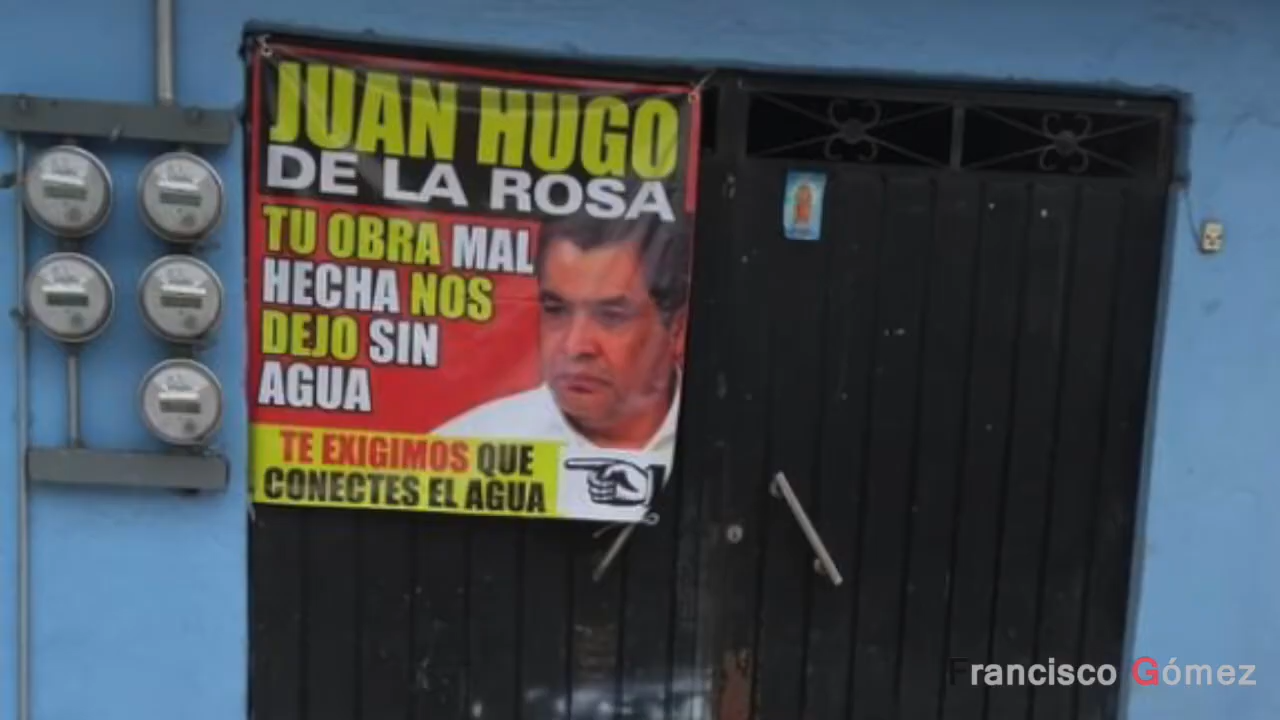 JUAN HUGO
DE LA ROSA
TU OBRA MAL
HECHA NOS
DEJO SIN
AGUA
TE EXIGIMOS QUE
CONECTES EL AGUA
Francisco Gómez